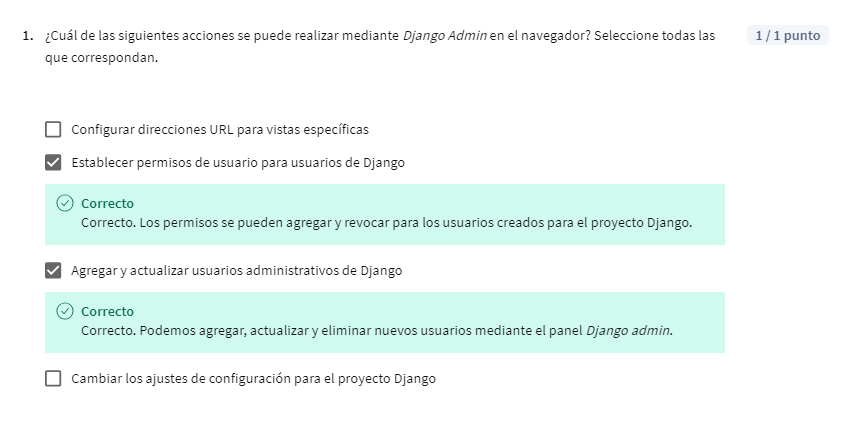 1. ¿Cuál de las siguientes acciones se puede realizar mediante Django Admin en el navegador? Seleccione todas las
que correspondan.
1 / 1 punto
Configurar direcciones URL para vistas específicas
Establecer permisos de usuario para usuarios de Django
Correcto
Correcto. Los permisos se pueden agregar y revocar para los usuarios creados para el proyecto Django.
Agregar y actualizar usuarios administrativos de Django
Correcto
Correcto. Podemos agregar, actualizar y eliminar nuevos usuarios mediante el panel Django admin.
Cambiar los ajustes de configuración para el proyecto Django